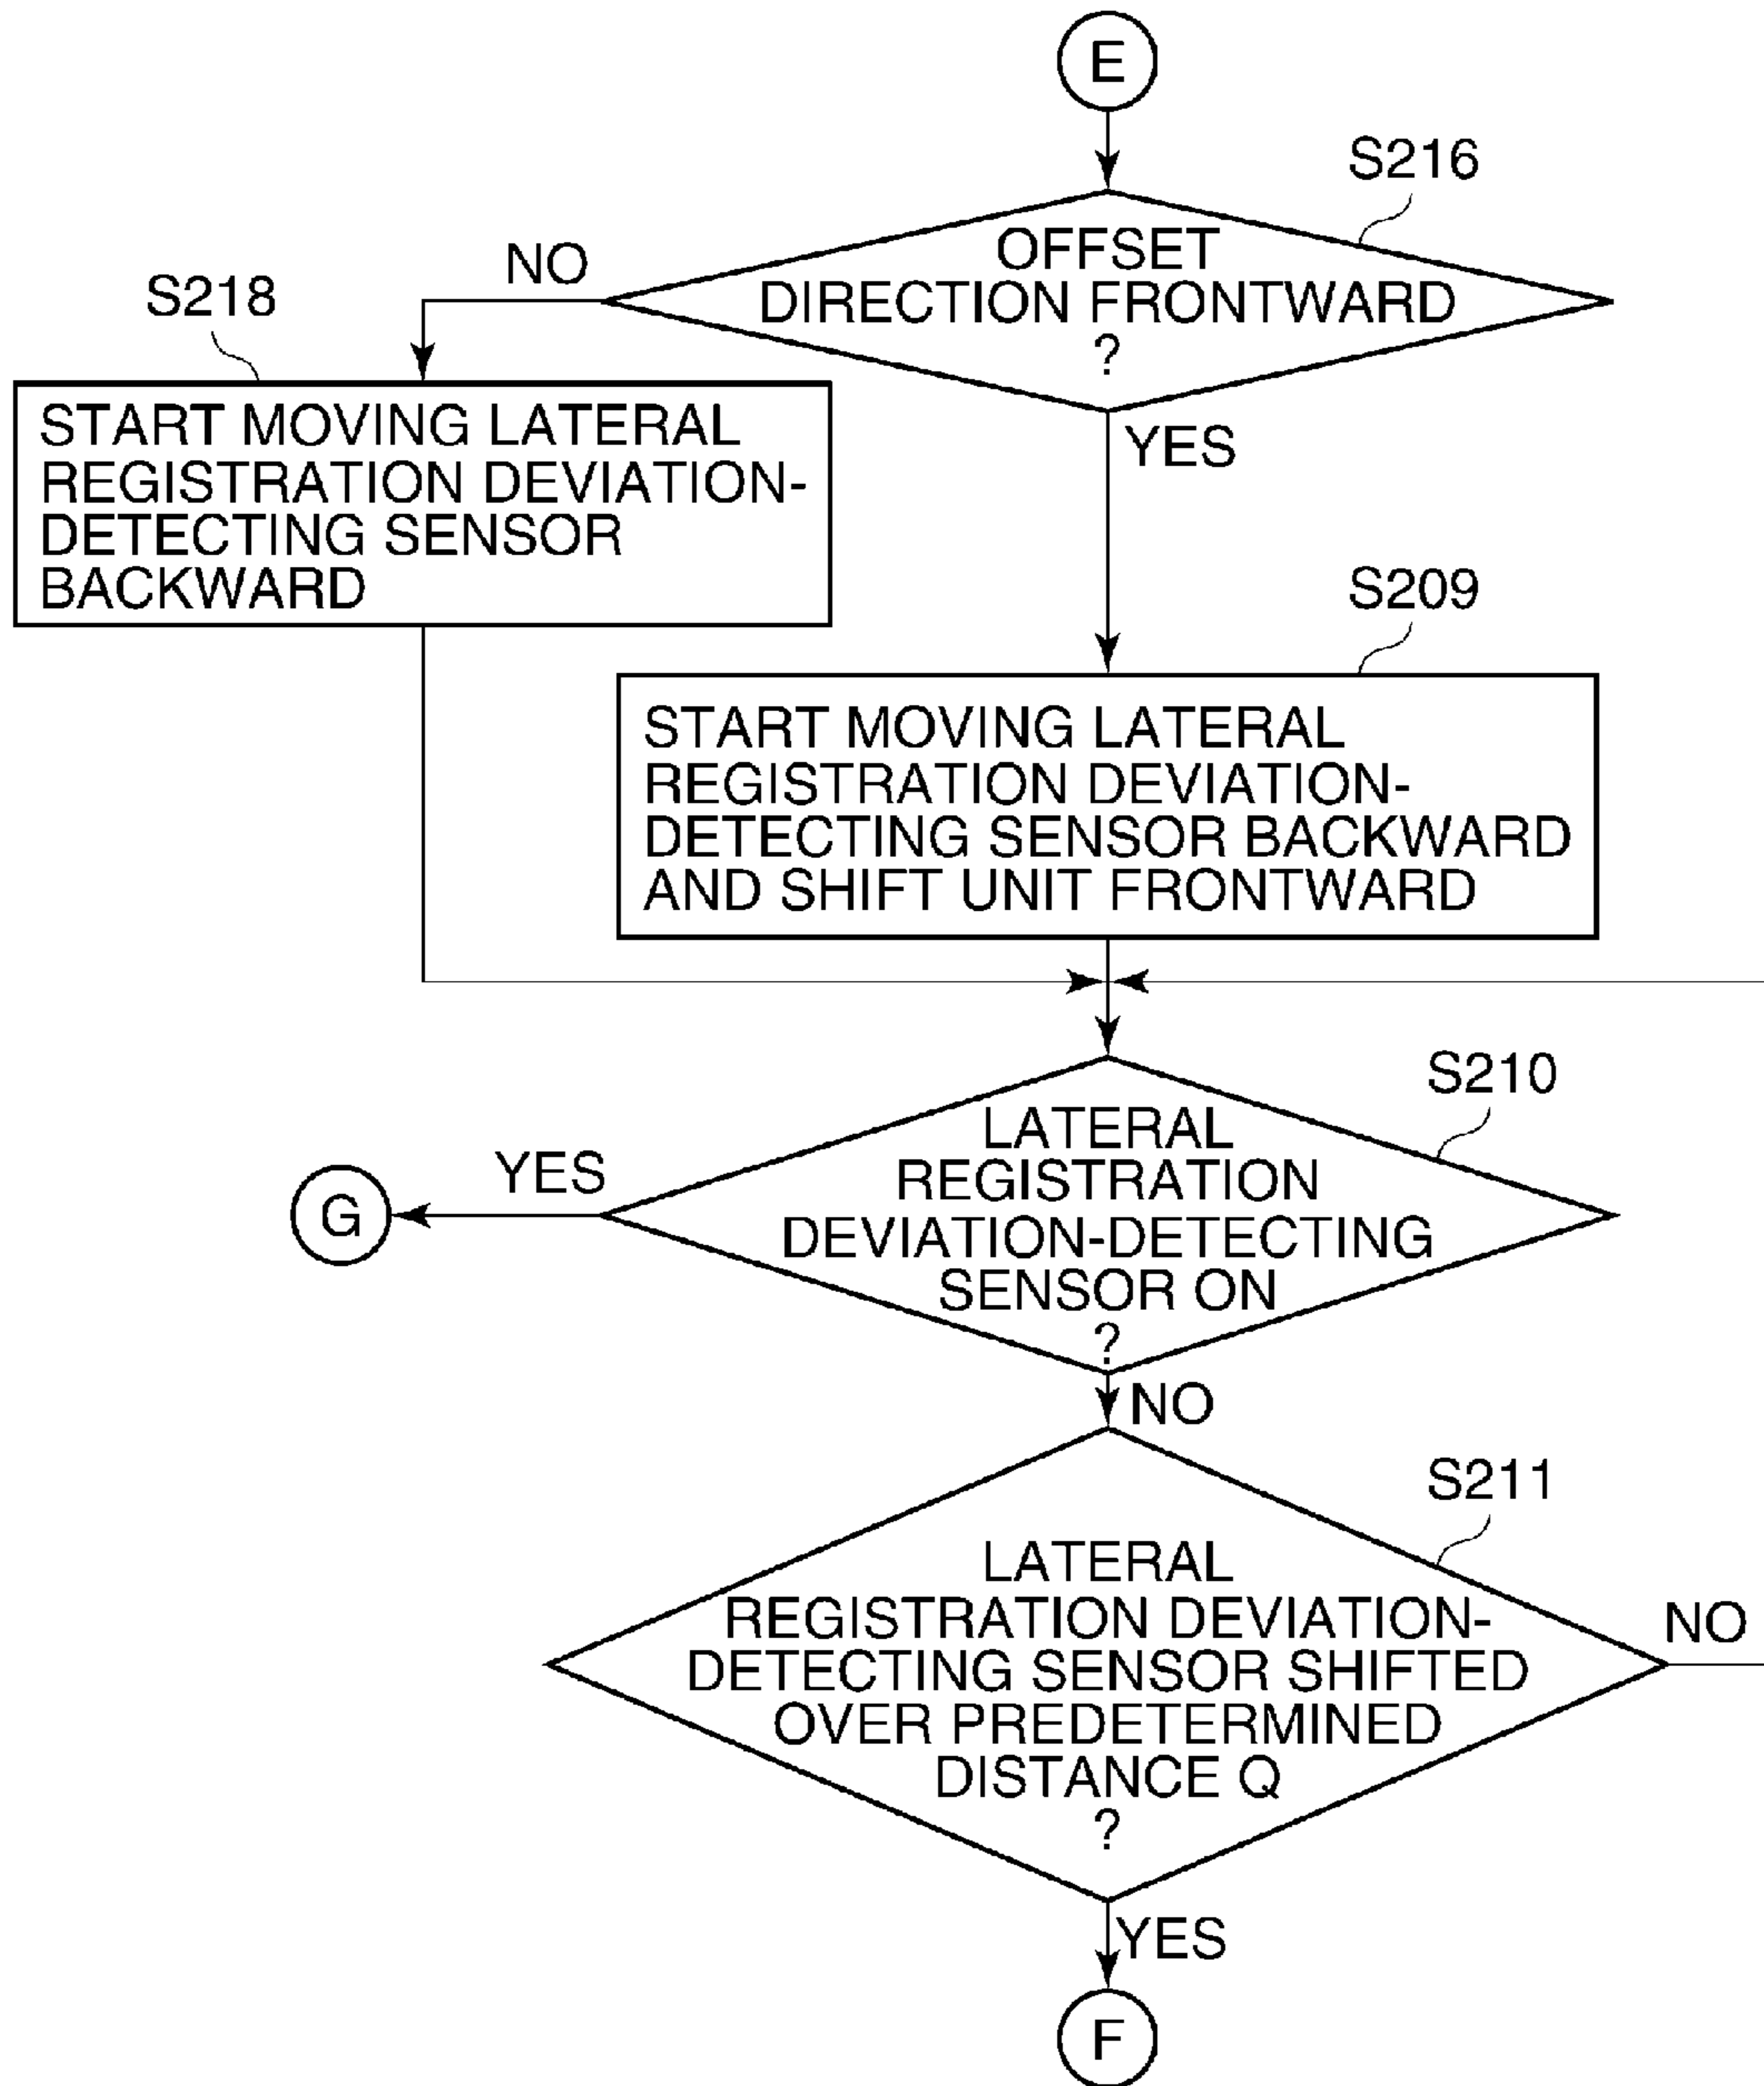 E
S216
OFFSET
DIRECTION FRONTWARD
?
NO
YES
S218
START MOVING LATERAL
REGISTRATION DEVIATION-
DETECTING SENSOR
BACKWARD
S209
START MOVING LATERAL
REGISTRATION DEVIATION-
DETECTING SENSOR BACKWARD
AND SHIFT UNIT FRONTWARD
S210
LATERAL
REGISTRATION
DEVIATION-DETECTING
SENSOR ON
?
YES
G
NO
S211
LATERAL
REGISTRATION DEVIATION-
DETECTING SENSOR SHIFTED
OVER PREDETERMINED
DISTANCE Q
?
NO
YES
F